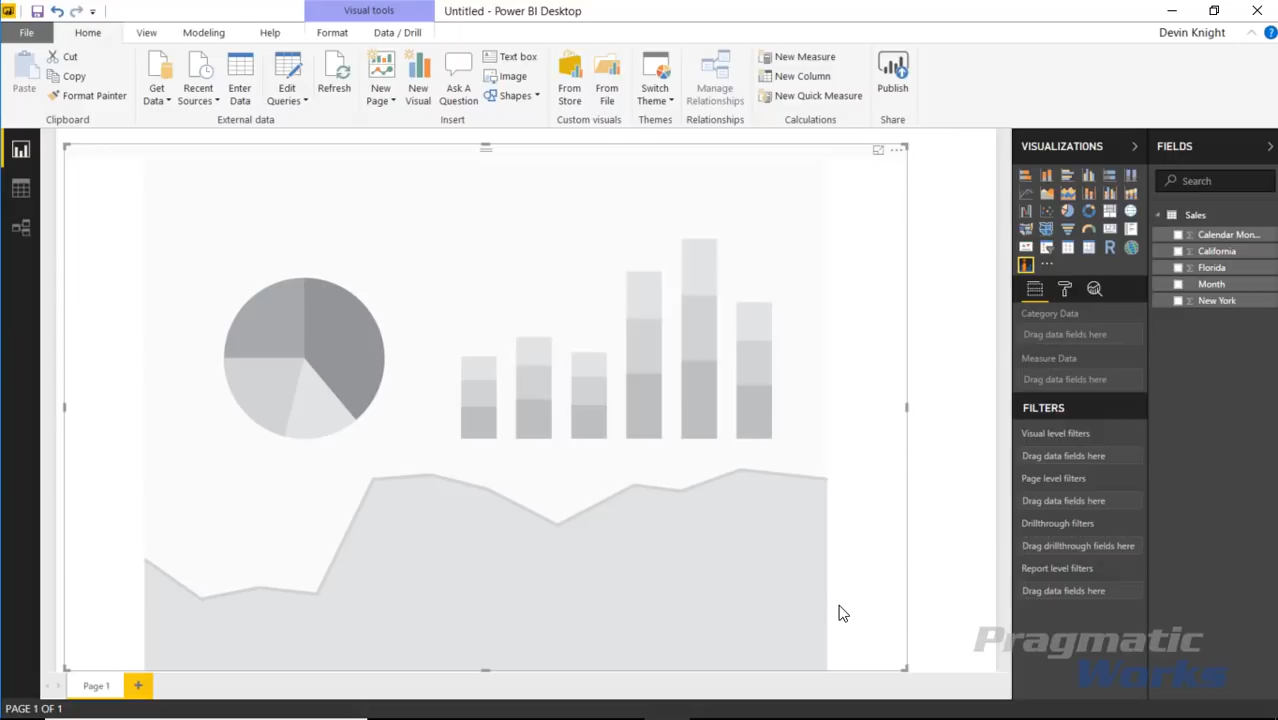 Visual tools
Untitled - Power BI Desktop
File
Home
View
Modeling
Help
Format
Data / Drill
Devin Knight
Paste
Cut
Copy
Format Painter
Clipboard
Get Data
Recent Sources
Enter Data
Edit Queries
Refresh
External data
New Page
New Visual
Ask A Question
Text box
Image
Shapes
Insert
From Store
From File
Custom visuals
Switch Theme
Themes
Manage Relationships
Relationships
New Measure
New Column
New Quick Measure
Calculations
Publish
Share
VISUALIZATIONS
R
Category Data
Drag data fields here
Measure Data
Drag data fields here
FILTERS
Visual level filters
Drag data fields here
Page level filters
Drag data fields here
Drillthrough filters
Drag drillthrough fields here
Report level filters
Drag data fields here
FIELDS
Search
Sales
Σ Calendar Mon...
Σ California
Σ Florida
Month
Σ New York
Pragmatic
Works
Page 1
PAGE 1 OF 1